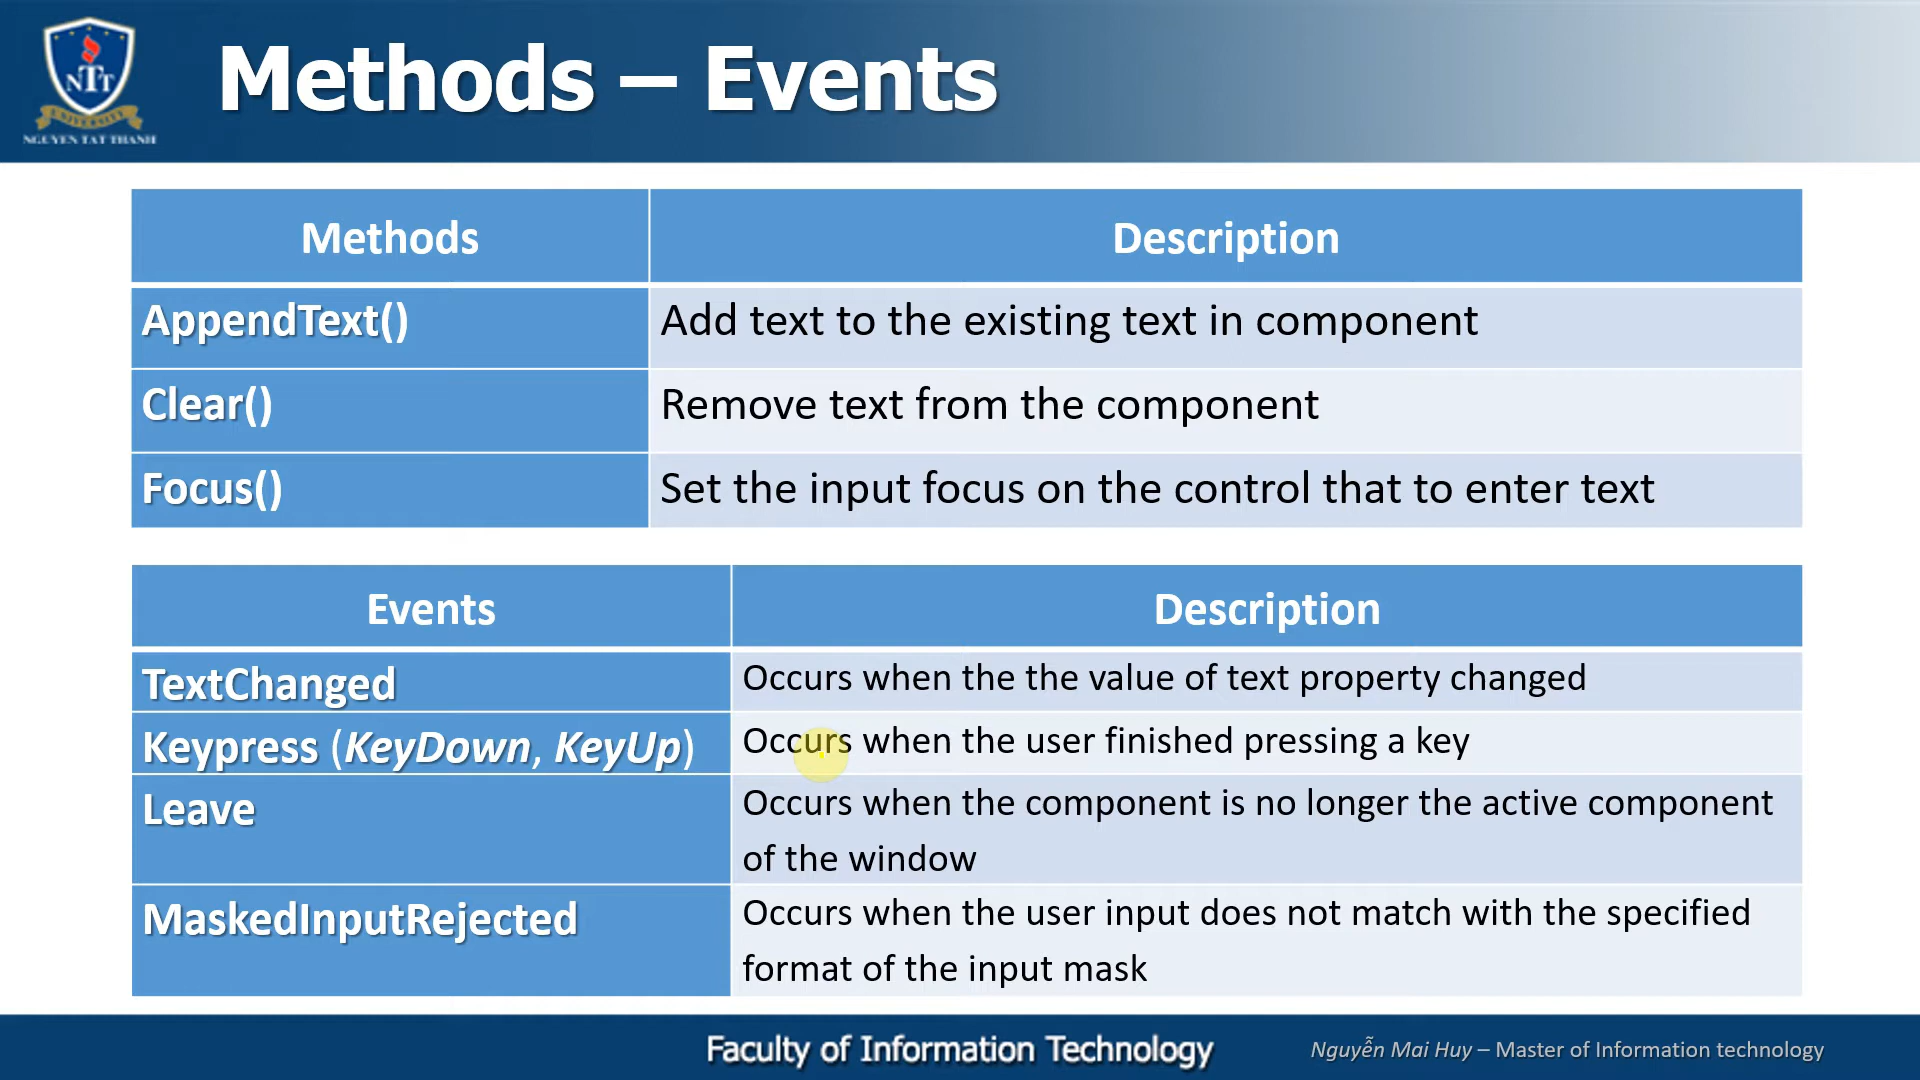 NTT
UNIVERSITY
NGUYEN TAT THANH
Methods – Events
Methods Description
AppendText() Add text to the existing text in component
Clear() Remove text from the component
Focus() Set the input focus on the control that to enter text
Events Description
TextChanged Occurs when the the value of text property changed
Keypress (KeyDown, KeyUp) Occurs when the user finished pressing a key
Leave Occurs when the component is no longer the active component
of the window
MaskedInputRejected Occurs when the user input does not match with the specified
format of the input mask
Faculty of Information Technology
Nguyễn Mai Huy – Master of Information technology